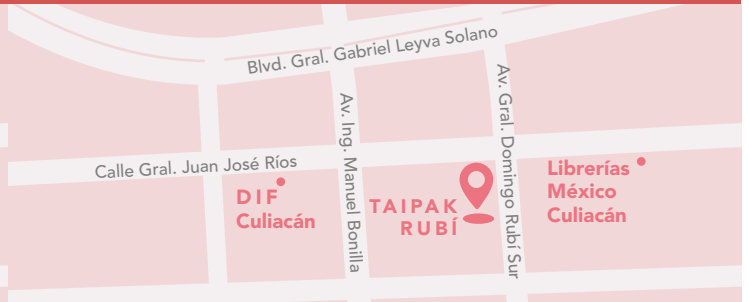 Blvd. Gral. Gabriel Leyva Solano
Av. Ing. Manuel Bonilla
Av. Gral. Domingo Rubí Sur
Calle Gral. Juan José Ríos
DIF
Culiacán
TAIPAK
RUBÍ
Librerías
México
Culiacán